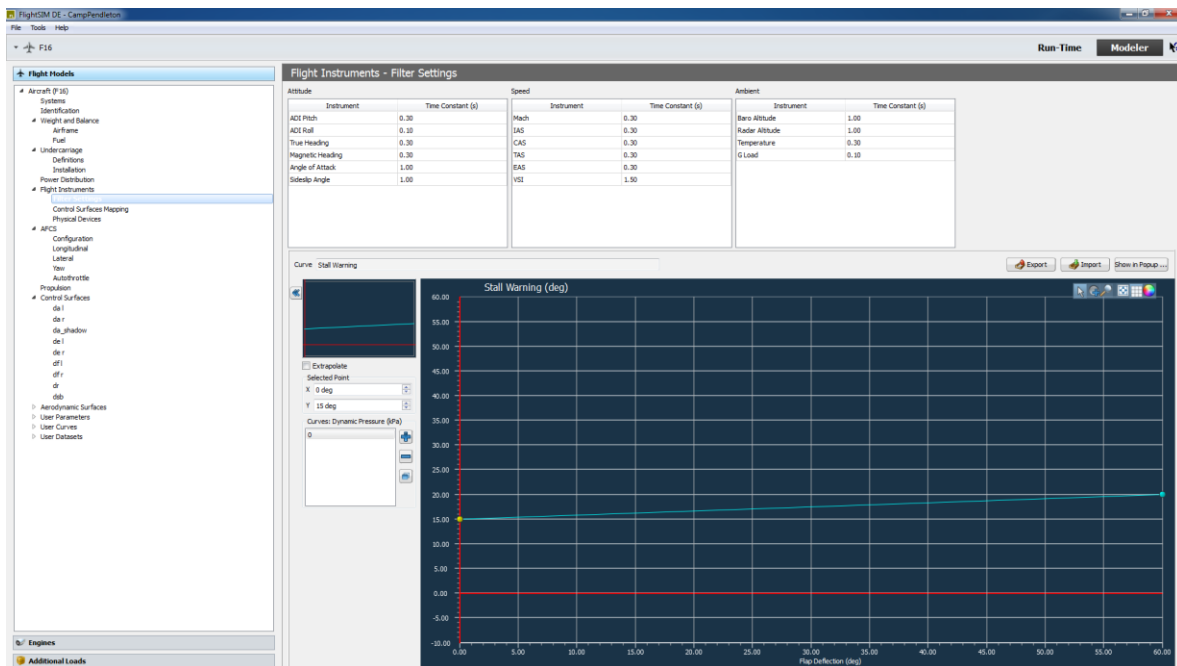 FlightSIM DE - CampPendleton
File Tools Help
F16
Run-Time Modeler
Flight Models
Aircraft (F16)
Systems
Identification
Weight and Balance
Airframe
Fuel
Undercarriage
Definitions
Installation
Power Distribution
Flight Instruments
Control Surfaces Mapping
Physical Devices
AFCS
Configuration
Longitudinal
Lateral
Yaw
Autothrottle
Propulsion
Control Surfaces
da l
da r
da_shadow
de l
de r
df l
df r
dr
dsb
Aerodynamic Surfaces
User Parameters
User Curves
User Datasets
Engines
Additional Loads
Flight Instruments - Filter Settings
Attitude
Instrument Time Constant (s)
ADI Pitch 0.30
ADI Roll 0.10
True Heading 0.30
Magnetic Heading 0.30
Angle of Attack 1.00
Sideslip Angle 1.00
Speed
Instrument Time Constant (s)
Mach 0.30
IAS 0.30
CAS 0.30
TAS 0.30
EAS 0.30
VSI 1.50
Ambient
Instrument Time Constant (s)
Baro Altitude 1.00
Radar Altitude 1.00
Temperature 0.30
G Load 0.10
Curve Stall Warning
Export Import Show in Popup ...
Extrapolate
Selected Point
X 0 deg
Y 15 deg
Curves: Dynamic Pressure (kPa)
0
Stall Warning (deg)
60.00
55.00
50.00
45.00
40.00
35.00
30.00
25.00
20.00
15.00
10.00
5.00
0.00
-5.00
-10.00
0.00 5.00 10.00 15.00 20.00 25.00 30.00 35.00 40.00 45.00 50.00 55.00 60.00
Flap Deflection (deg)